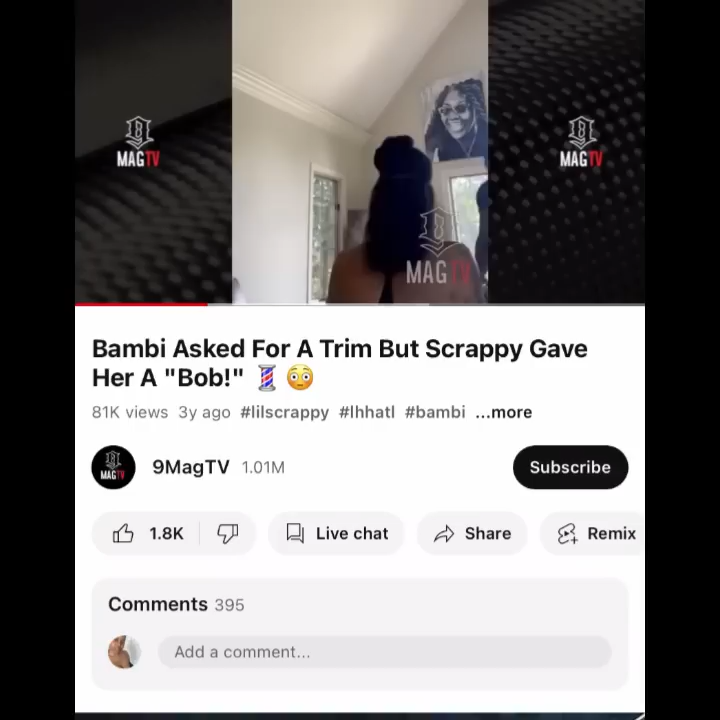 MAGTV
MAGTV
MAGTV
Bambi Asked For A Trim But Scrappy Gave
Her A "Bob!" 💈 😳
81K views 3y ago #lilscrappy #lhhatl #bambi ...more
MAGTV
9MagTV 1.01M
Subscribe
1.8K
Live chat
Share
Remix
Comments 395
Add a comment...